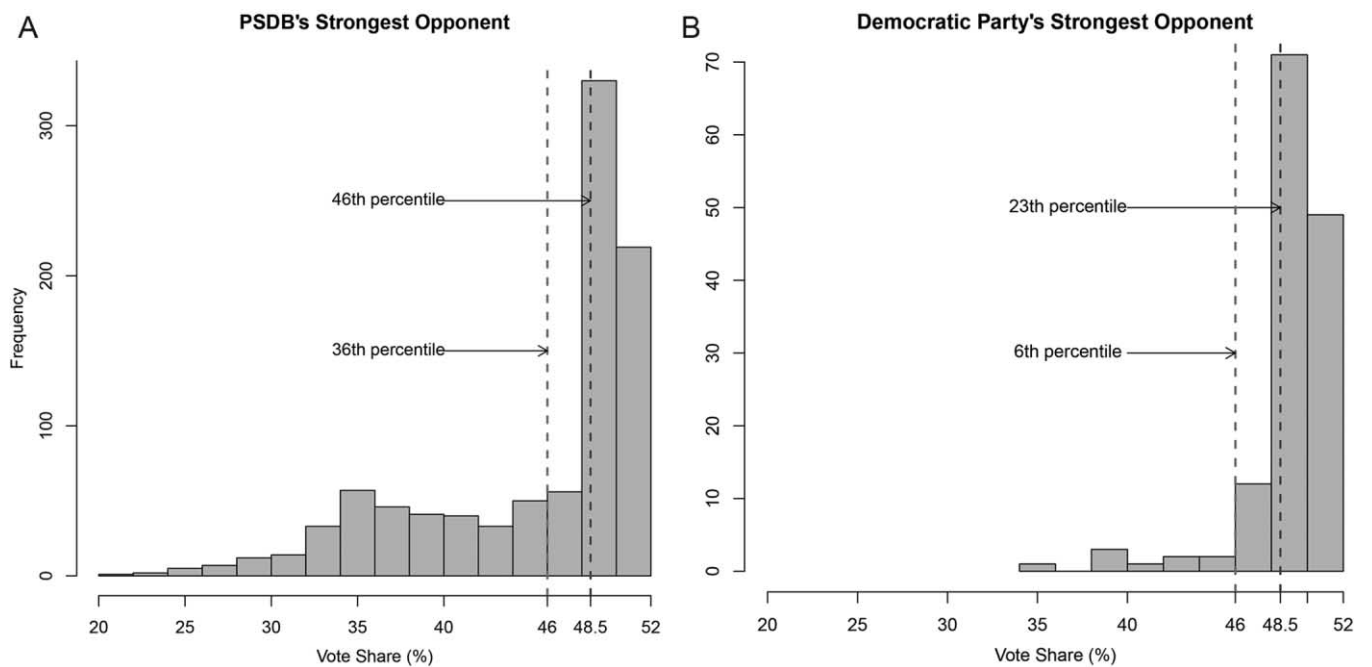 A
PSDB's Strongest Opponent
Frequency
0
100
200
300
46th percentile
36th percentile
20
25
30
35
40
46
48.5
52
Vote Share (%)
B
Democratic Party's Strongest Opponent
0
10
20
30
40
50
60
70
23th percentile
6th percentile
20
25
30
35
40
46
48.5
52
Vote Share (%)